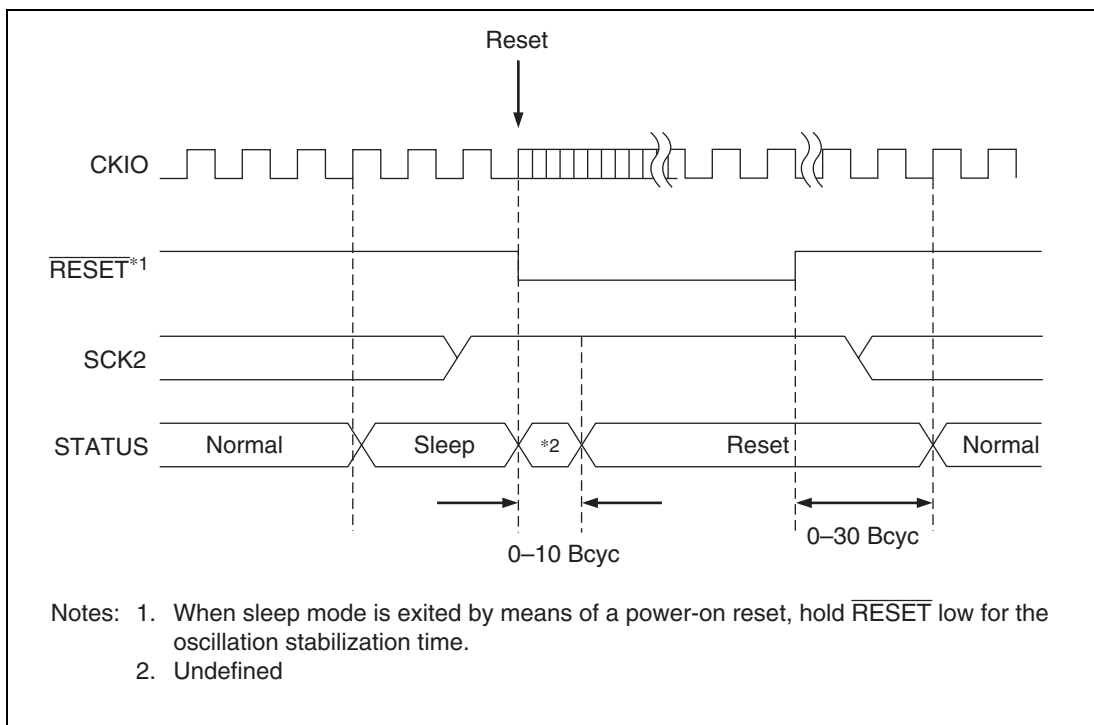 Reset
CKIO
RESET*1
SCK2
STATUS Normal Sleep *2 Reset Normal
0–10 Bcyc
0–30 Bcyc
Notes: 1. When sleep mode is exited by means of a power-on reset, hold RESET low for the
oscillation stabilization time.
2. Undefined